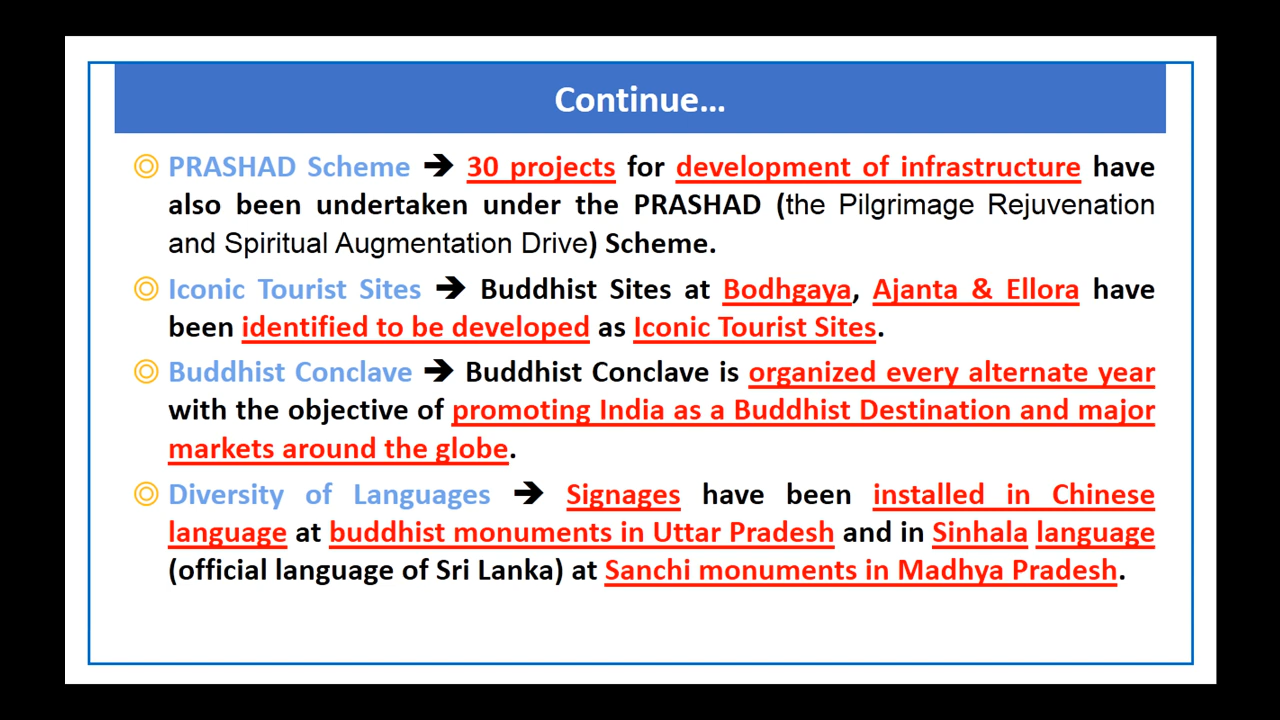 Continue...
PRASHAD Scheme → 30 projects for development of infrastructure have
also been undertaken under the PRASHAD (the Pilgrimage Rejuvenation
and Spiritual Augmentation Drive) Scheme.
Iconic Tourist Sites → Buddhist Sites at Bodhgaya, Ajanta & Ellora have
been identified to be developed as Iconic Tourist Sites.
Buddhist Conclave → Buddhist Conclave is organized every alternate year
with the objective of promoting India as a Buddhist Destination and major
markets around the globe.
Diversity of Languages → Signages have been installed in Chinese
language at buddhist monuments in Uttar Pradesh and in Sinhala language
(official language of Sri Lanka) at Sanchi monuments in Madhya Pradesh.